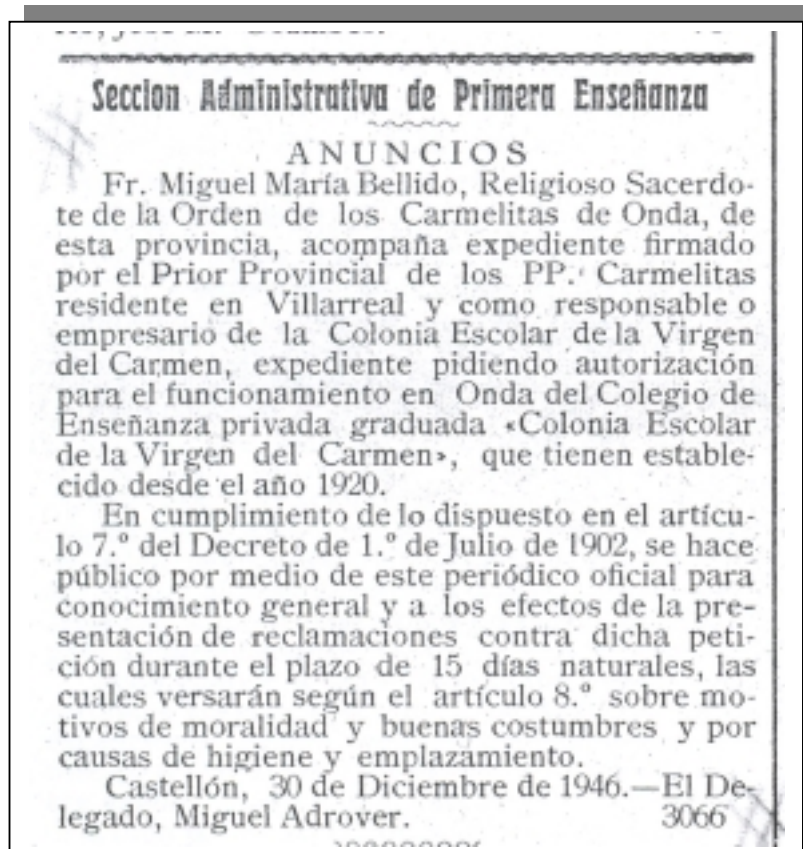 Seccion Administrativa de Primera Enseñanza
ANUNCIOS
Fr. Miguel María Bellido, Religioso Sacerdo-
te de la Orden de los Carmelitas de Onda, de
esta provincia, acompaña expediente firmado
por el Prior Provincial de los PP. Carmelitas
residente en Villarreal y como responsable o
empresario de la Colonia Escolar de la Virgen
del Carmen, expediente pidiendo autorización
para el funcionamiento en Onda del Colegio de
Enseñanza privada graduada «Colonia Escolar
de la Virgen del Carmen», que tienen estable-
cido desde el año 1920.
En cumplimiento de lo dispuesto en el artícu-
lo 7.º del Decreto de 1.º de Julio de 1902, se hace
público por medio de este periódico oficial para
conocimiento general y a los efectos de la pre-
sentación de reclamaciones contra dicha peti-
ción durante el plazo de 15 días naturales, las
cuales versarán según el artículo 8.º sobre mo-
tivos de moralidad y buenas costumbres y por
causas de higiene y emplazamiento.
Castellón, 30 de Diciembre de 1946.—El De-
legado, Miguel Adrover. 3066